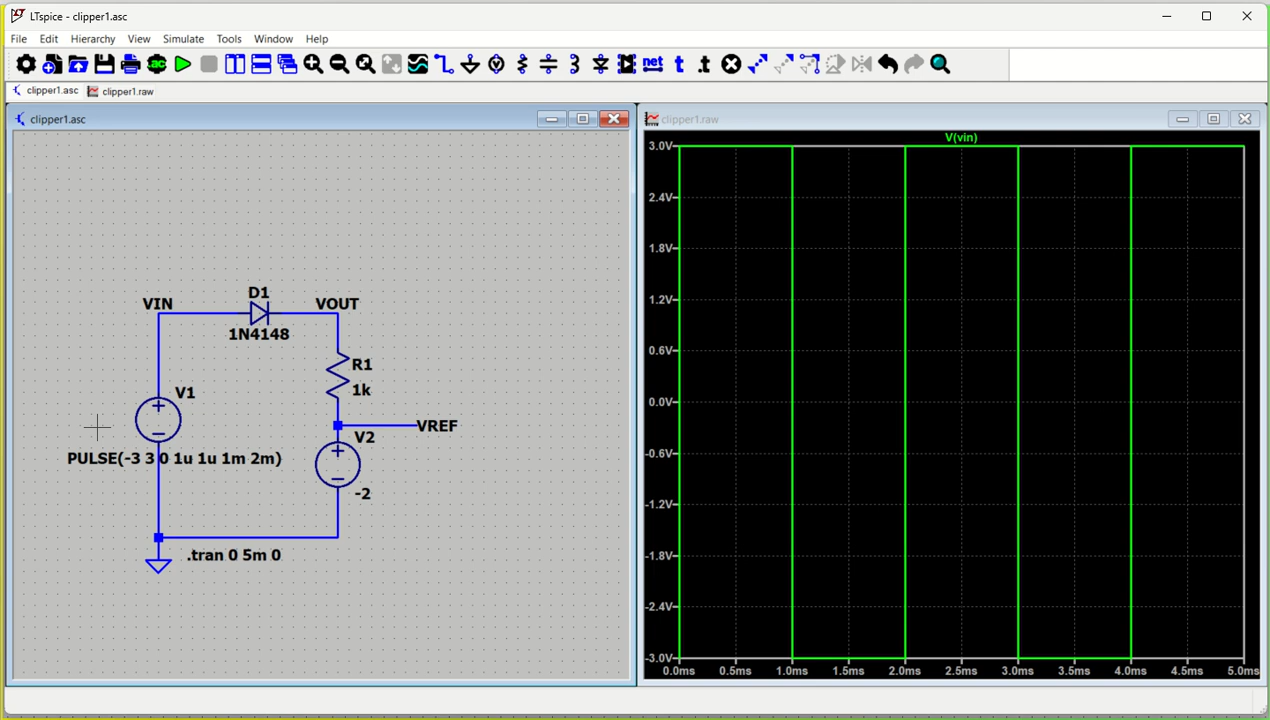 LTspice - clipper1.asc
File Edit Hierarchy View Simulate Tools Window Help
.ac net t .t
clipper1.asc clipper1.raw
clipper1.asc
VIN
D1
1N4148
VOUT
R1
1k
V1
PULSE(-3 3 0 1u 1u 1m 2m)
VREF
V2
-2
.tran 0 5m 0
clipper1.raw
V(vin)
3.0V
2.4V
1.8V
1.2V
0.6V
0.0V
-0.6V
-1.2V
-1.8V
-2.4V
-3.0V
0.0ms 0.5ms 1.0ms 1.5ms 2.0ms 2.5ms 3.0ms 3.5ms 4.0ms 4.5ms 5.0ms